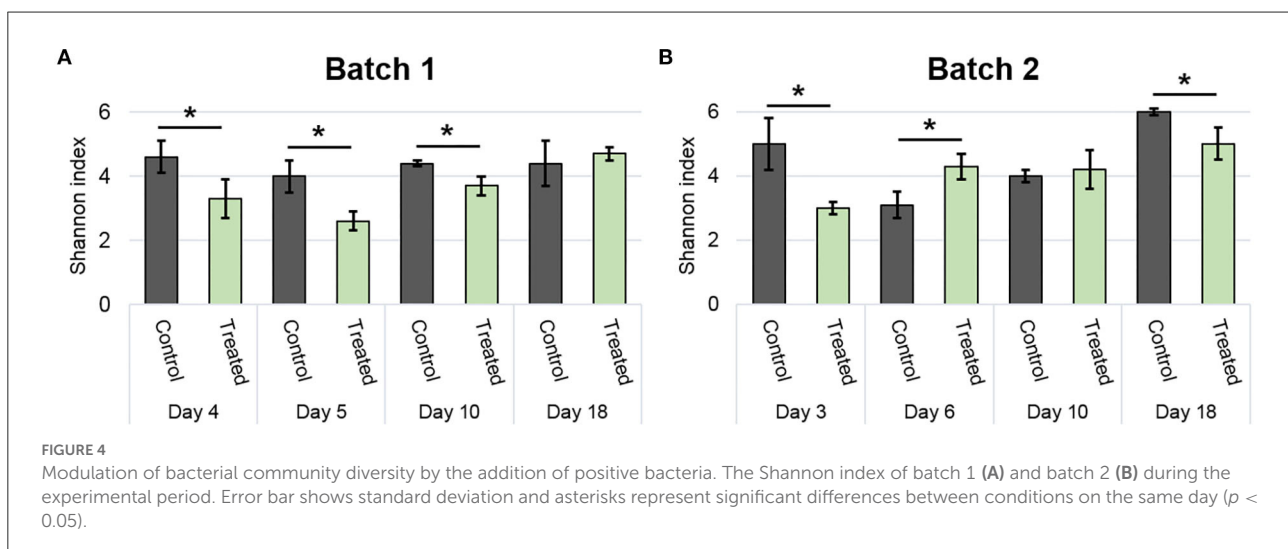 A
Batch 1
Shannon index
6
4
2
0
*
*
*
Control
Treated
Control
Treated
Control
Treated
Control
Treated
Day 4
Day 5
Day 10
Day 18
B
Batch 2
Shannon index
6
4
2
0
*
*
*
Control
Treated
Control
Treated
Control
Treated
Control
Treated
Day 3
Day 6
Day 10
Day 18
FIGURE 4
Modulation of bacterial community diversity by the addition of positive bacteria. The Shannon index of batch 1 (A) and batch 2 (B) during the
experimental period. Error bar shows standard deviation and asterisks represent significant differences between conditions on the same day (p <
0.05).